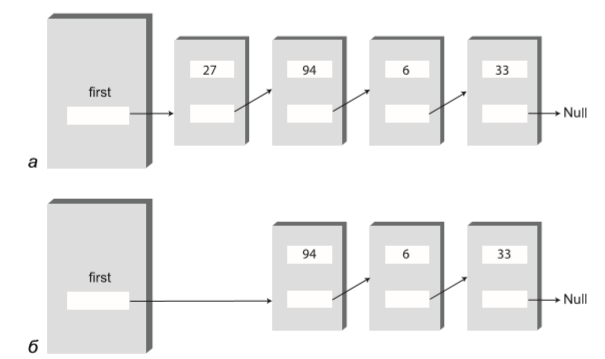 27 94 6 33
first
Null
а
94 6 33
first
Null
б